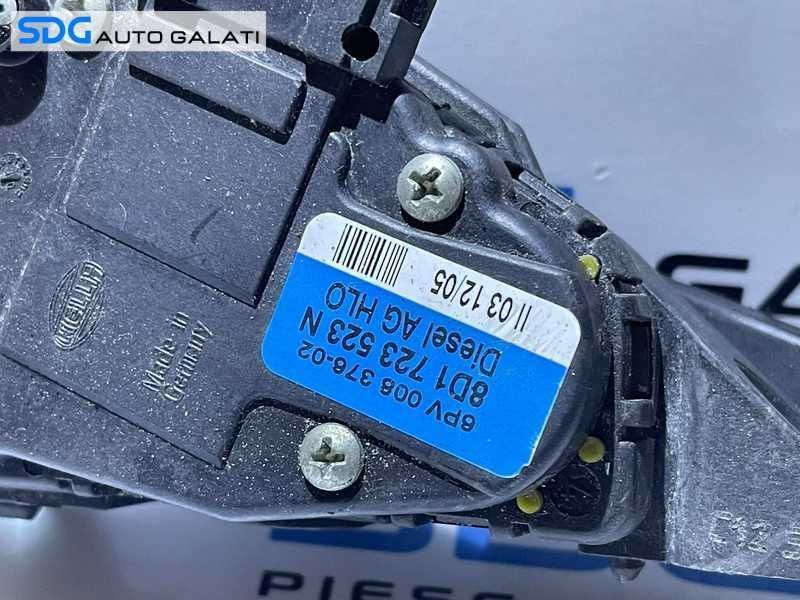 SDG AUTO GALATI
6PV 008 376-02
8D1 723 523 N
Diesel AG HLO
II 03 12/05
HELLA
Made in
Germany
GA
PIESE